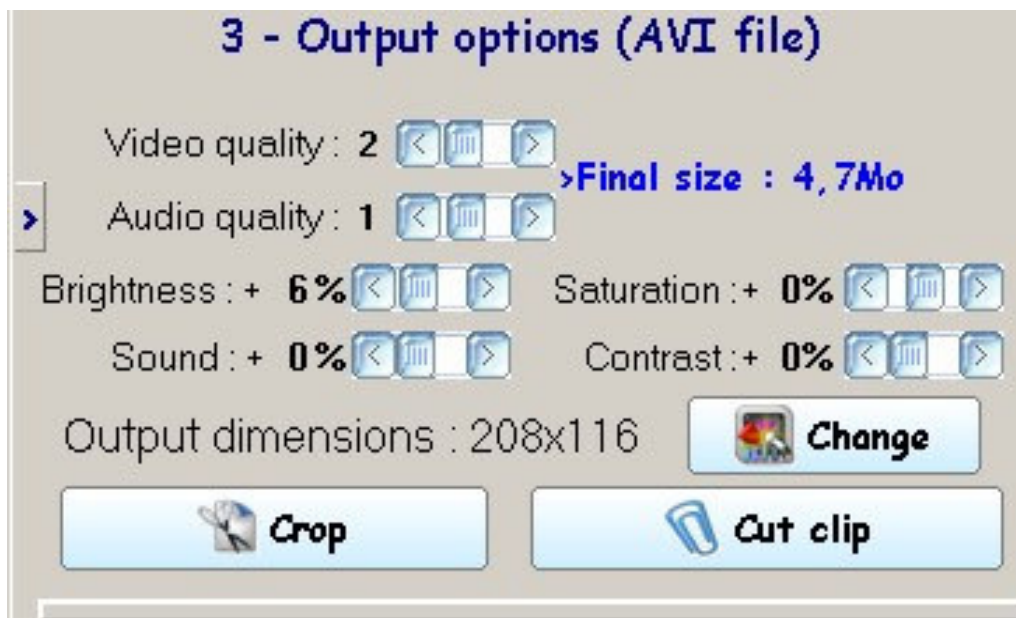 3 - Output options (AVI file)
Video quality : 2
>Final size : 4,7Mo
>
Audio quality : 1
Brightness : + 6%
Saturation :+ 0%
Sound : + 0%
Contrast :+ 0%
Output dimensions : 208x116
Change
Crop
Cut clip